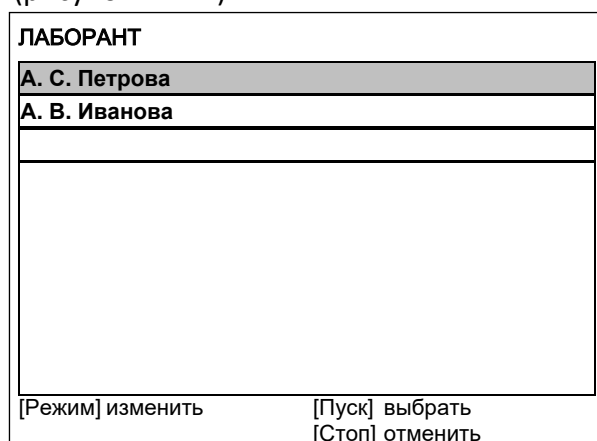 ЛАБОРАНТ
А. С. Петрова
А. В. Иванова
[Режим] изменить [Пуск] выбрать
[Стоп] отменить